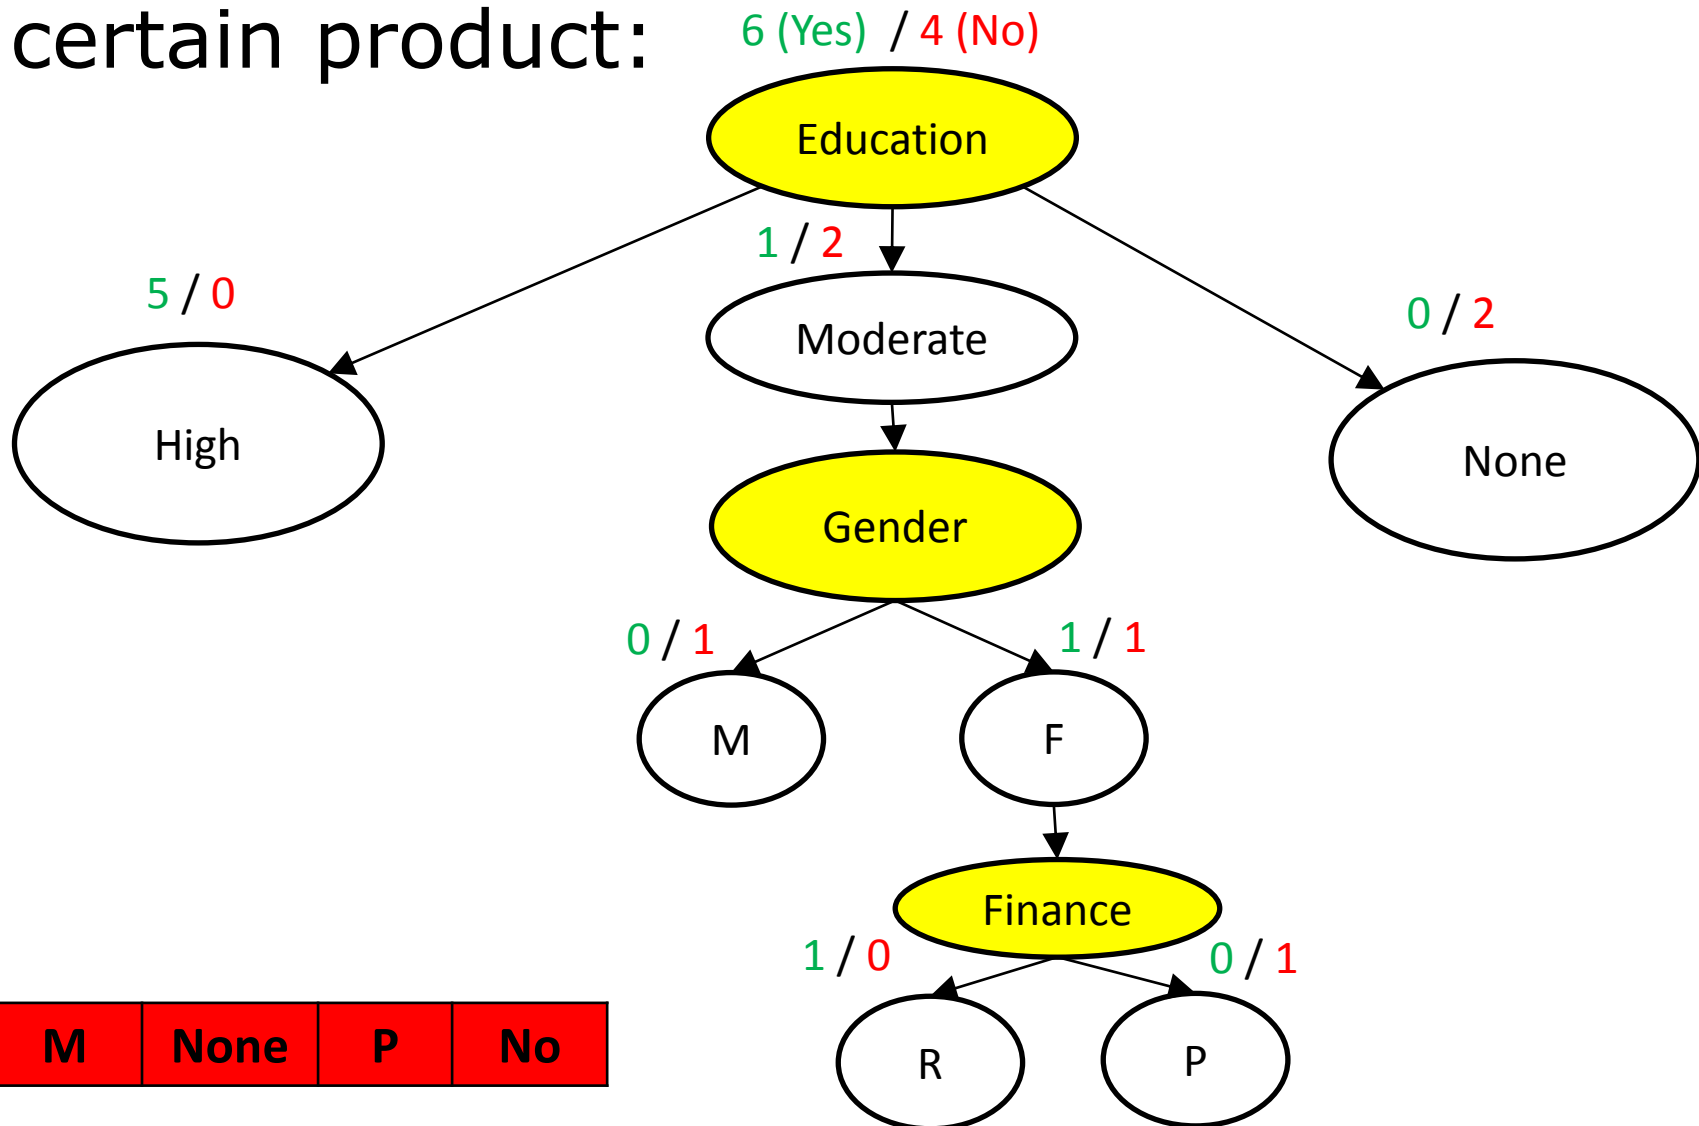 certain product:
6 (Yes) / 4 (No)
Education
1 / 2
5 / 0
0 / 2
Moderate
High
None
Gender
0 / 1
1 / 1
M
F
Finance
1 / 0
0 / 1
M None P No
R
P